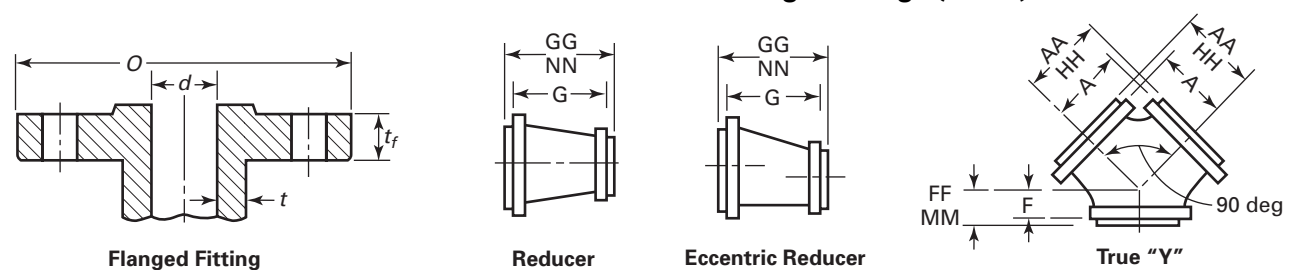 O
d
t_f
t
Flanged Fitting
GG
NN
G
Reducer
GG
NN
G
Eccentric Reducer
AA
HH
A
AA
HH
A
FF
MM
F
90 deg
True “Y”